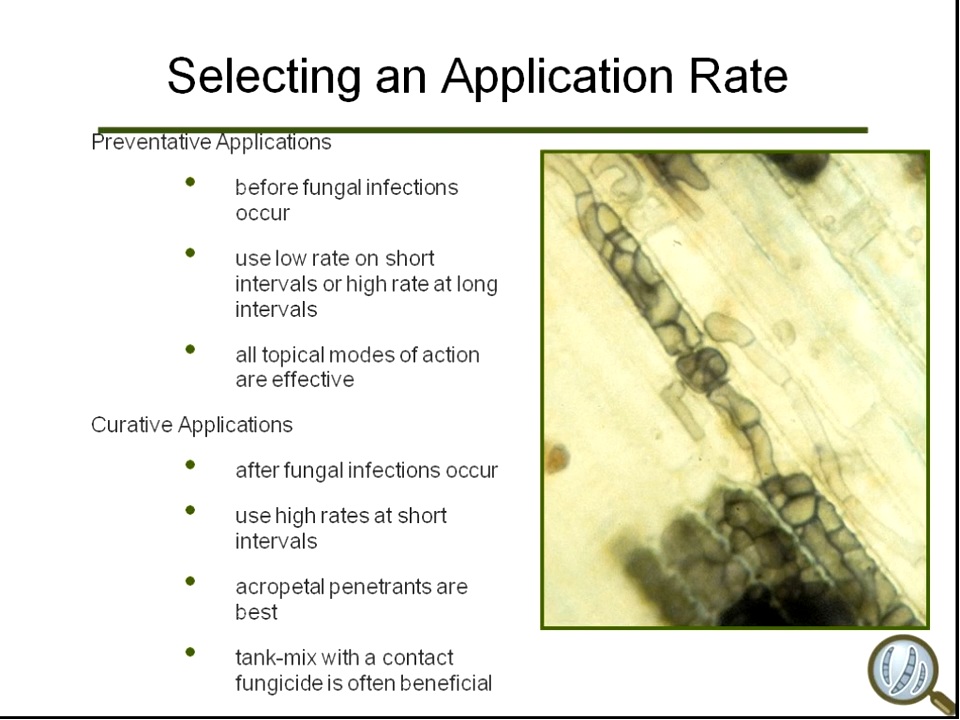 Selecting an Application Rate
Preventative Applications
• before fungal infections
occur
• use low rate on short
intervals or high rate at long
intervals
• all topical modes of action
are effective
Curative Applications
• after fungal infections occur
• use high rates at short
intervals
• acropetal penetrants are
best
• tank-mix with a contact
fungicide is often beneficial